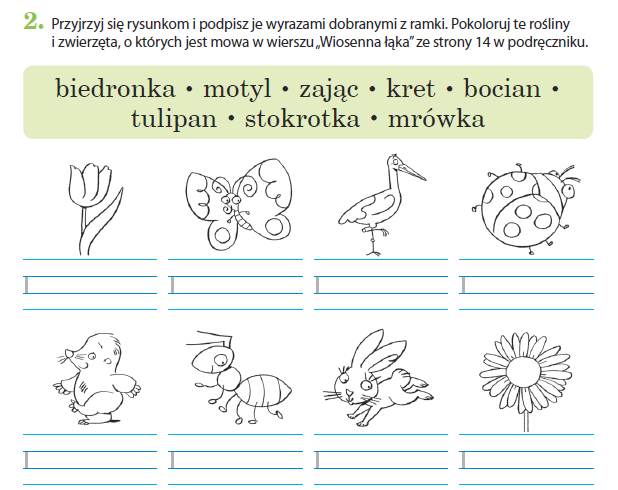 2. Przyjrzyj się rysunkom i podpisz je wyrazami dobranymi z ramki. Pokoloruj te rośliny
i zwierzęta, o których jest mowa w wierszu „Wiosenna łąka” ze strony 14 w podręczniku.
biedronka • motyl • zając • kret • bocian •
tulipan • stokrotka • mrówka